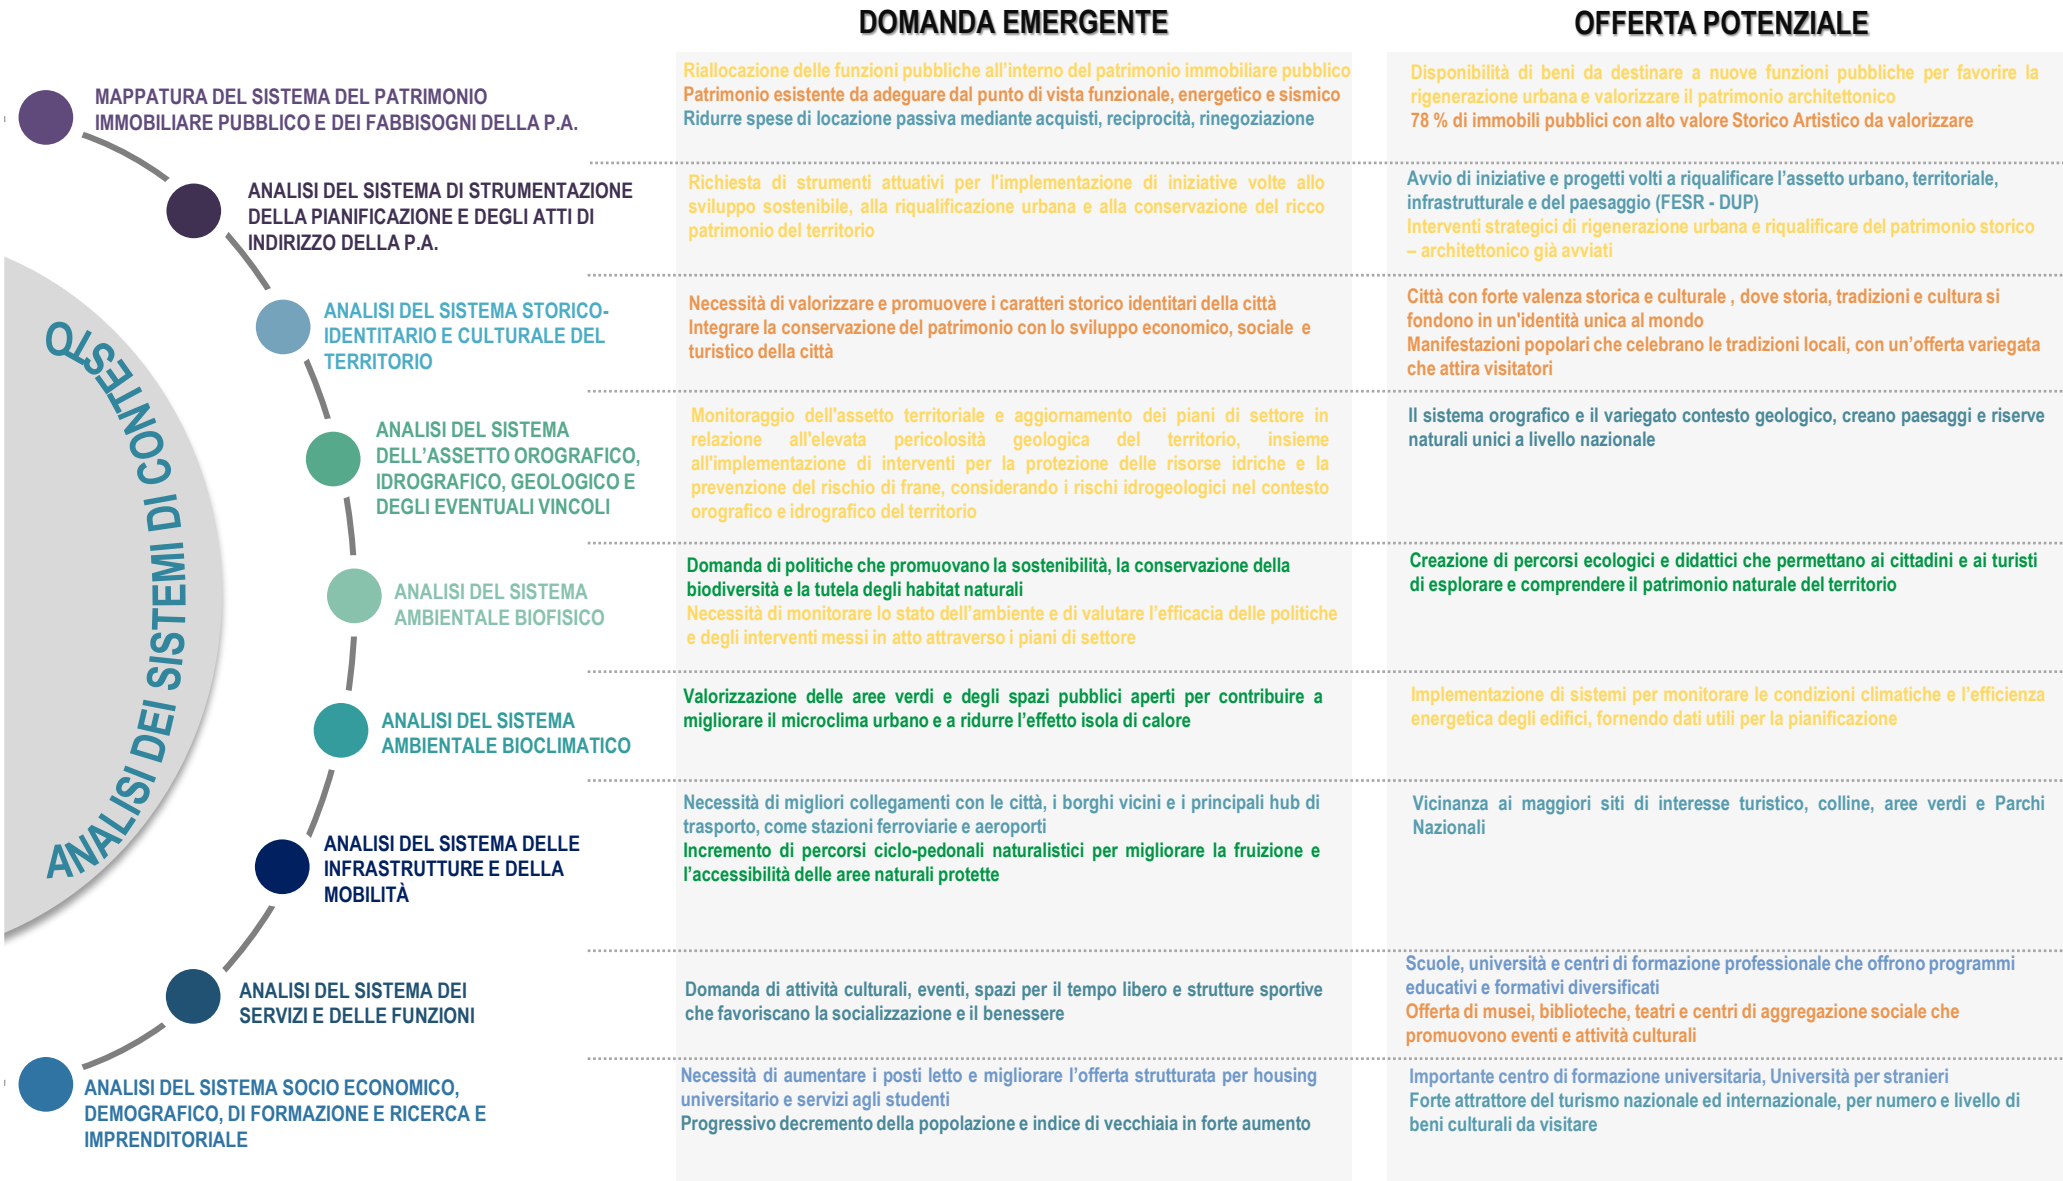 DOMANDA EMERGENTE
OFFERTA POTENZIALE
ANALISI DEI SISTEMI DI CONTESTO
MAPPATURA DEL SISTEMA DEL PATRIMONIO
IMMOBILIARE PUBBLICO E DEI FABBISOGNI DELLA P.A.
Riallocazione delle funzioni pubbliche all'interno del patrimonio immobiliare pubblico
Patrimonio esistente da adeguare dal punto di vista funzionale, energetico e sismico
Ridurre spese di locazione passiva mediante acquisti, reciprocità, rinegoziazione
Disponibilità di beni da destinare a nuove funzioni pubbliche per favorire la
rigenerazione urbana e valorizzare il patrimonio architettonico
78 % di immobili pubblici con alto valore Storico Artistico da valorizzare
ANALISI DEL SISTEMA DI STRUMENTAZIONE
DELLA PIANIFICAZIONE E DEGLI ATTI DI
INDIRIZZO DELLA P.A.
Richiesta di strumenti attuativi per l'implementazione di iniziative volte allo
sviluppo sostenibile, alla riqualificazione urbana e alla conservazione del ricco
patrimonio del territorio
Avvio di iniziative e progetti volti a riqualificare l'assetto urbano, territoriale,
infrastrutturale e del paesaggio (FESR - DUP)
Interventi strategici di rigenerazione urbana e riqualificare del patrimonio storico
– architettonico già avviati
ANALISI DEL SISTEMA STORICO-
IDENTITARIO E CULTURALE DEL
TERRITORIO
Necessità di valorizzare e promuovere i caratteri storico identitari della città
Integrare la conservazione del patrimonio con lo sviluppo economico, sociale e
turistico della città
Città con forte valenza storica e culturale , dove storia, tradizioni e cultura si
fondono in un'identità unica al mondo
Manifestazioni popolari che celebrano le tradizioni locali, con un'offerta variegata
che attira visitatori
ANALISI DEL SISTEMA
DELL'ASSETTO OROGRAFICO,
IDROGRAFICO, GEOLOGICO E
DEGLI EVENTUALI VINCOLI
Monitoraggio dell'assetto territoriale e aggiornamento dei piani di settore in
relazione all'elevata pericolosità geologica del territorio, insieme
all'implementazione di interventi per la protezione delle risorse idriche e la
prevenzione del rischio di frane, considerando i rischi idrogeologici nel contesto
orografico e idrografico del territorio
Il sistema orografico e il variegato contesto geologico, creano paesaggi e riserve
naturali unici a livello nazionale
ANALISI DEL SISTEMA
AMBIENTALE BIOFISICO
Domanda di politiche che promuovano la sostenibilità, la conservazione della
biodiversità e la tutela degli habitat naturali
Necessità di monitorare lo stato dell'ambiente e di valutare l'efficacia delle politiche
e degli interventi messi in atto attraverso i piani di settore
Creazione di percorsi ecologici e didattici che permettano ai cittadini e ai turisti
di esplorare e comprendere il patrimonio naturale del territorio
ANALISI DEL SISTEMA
AMBIENTALE BIOCLIMATICO
Valorizzazione delle aree verdi e degli spazi pubblici aperti per contribuire a
migliorare il microclima urbano e a ridurre l'effetto isola di calore
Implementazione di sistemi per monitorare le condizioni climatiche e l'efficienza
energetica degli edifici, fornendo dati utili per la pianificazione
ANALISI DEL SISTEMA DELLE
INFRASTRUTTURE E DELLA
MOBILITÀ
Necessità di migliori collegamenti con le città, i borghi vicini e i principali hub di
trasporto, come stazioni ferroviarie e aeroporti
Incremento di percorsi ciclo-pedonali naturalistici per migliorare la fruizione e
l'accessibilità delle aree naturali protette
Vicinanza ai maggiori siti di interesse turistico, colline, aree verdi e Parchi
Nazionali
ANALISI DEL SISTEMA DEI
SERVIZI E DELLE FUNZIONI
Domanda di attività culturali, eventi, spazi per il tempo libero e strutture sportive
che favoriscano la socializzazione e il benessere
Scuole, università e centri di formazione professionale che offrono programmi
educativi e formativi diversificati
Offerta di musei, biblioteche, teatri e centri di aggregazione sociale che
promuovono eventi e attività culturali
ANALISI DEL SISTEMA SOCIO ECONOMICO,
DEMOGRAFICO, DI FORMAZIONE E RICERCA E
IMPRENDITORIALE
Necessità di aumentare i posti letto e migliorare l'offerta strutturata per housing
universitario e servizi agli studenti
Progressivo decremento della popolazione e indice di vecchiaia in forte aumento
Importante centro di formazione universitaria, Università per stranieri
Forte attrattore del turismo nazionale ed internazionale, per numero e livello di
beni culturali da visitare